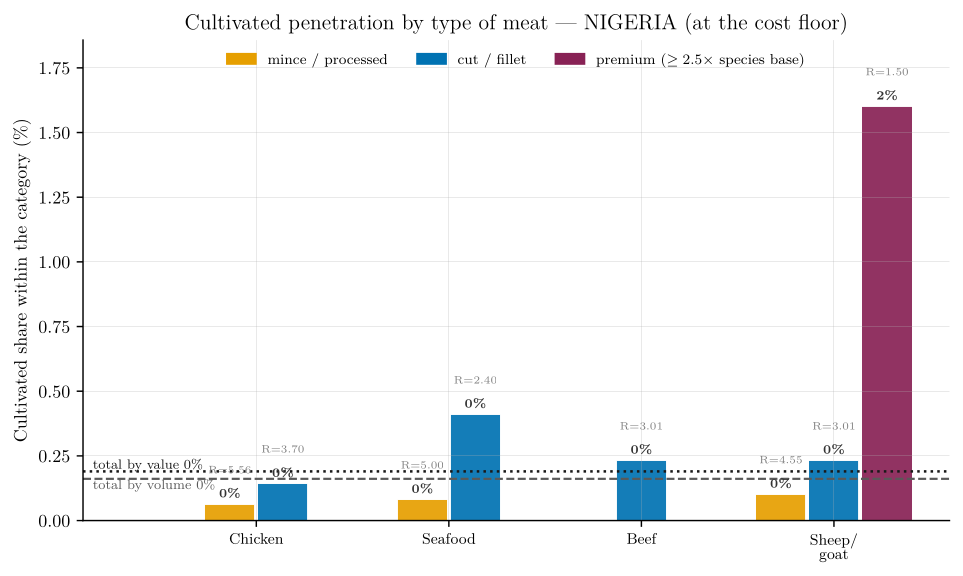 Cultivated penetration by type of meat — NIGERIA (at the cost floor)
mince / processed
cut / fillet
premium (≥ 2.5× species base)
Cultivated share within the category (%)
1.75
1.50
1.25
1.00
0.75
0.50
0.25
0.00
total by value 0%
total by volume 0%
R=5.56
0%
R=3.70
0%
R=5.00
0%
R=2.40
0%
R=3.01
0%
R=4.55
0%
R=3.01
0%
R=1.50
2%
Chicken
Seafood
Beef
Sheep/
goat